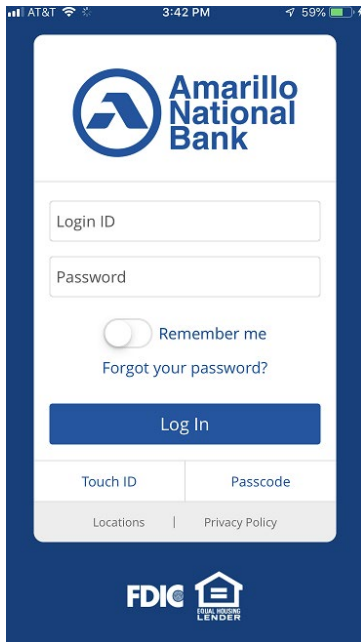 AT&T 3:42 PM 59%
Amarillo
National
Bank
Login ID
Password
Remember me
Forgot your password?
Log In
Touch ID Passcode
Locations | Privacy Policy
FDIC
EQUAL HOUSING
LENDER